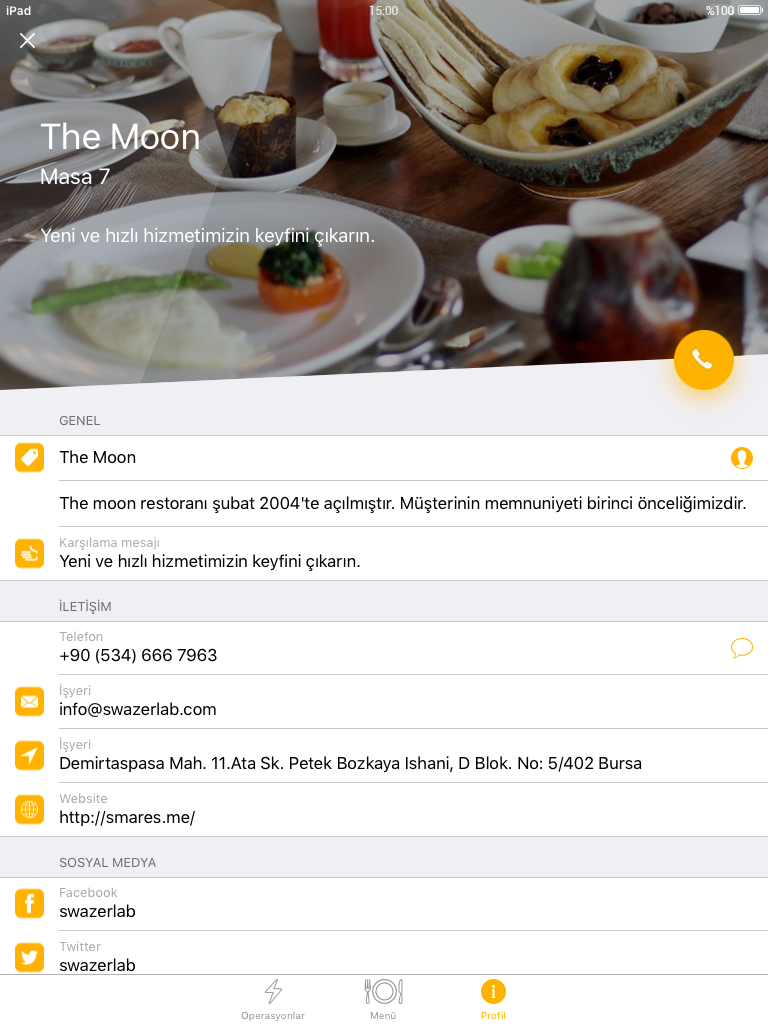 iPad
15:00
%100
The Moon
Masa 7
Yeni ve hızlı hizmetimizin keyfini çıkarın.
GENEL
The Moon
The moon restoranı şubat 2004'te açılmıştır. Müşterinin memnuniyeti birinci önceliğimizdir.
Karşılama mesajı
Yeni ve hızlı hizmetimizin keyfini çıkarın.
İLETİŞİM
Telefon
+90 (534) 666 7963
İşyeri
info@swazerlab.com
İşyeri
Demirtaspasa Mah. 11.Ata Sk. Petek Bozkaya Ishani, D Blok. No: 5/402 Bursa
Website
http://smares.me/
SOSYAL MEDYA
Facebook
swazerlab
Twitter
swazerlab
Operasyonlar
Menü
Profil